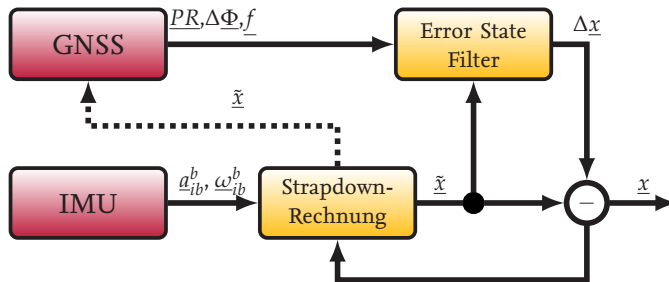 GNSS
PR,ΔΦ,f
Error State
Filter
Δx
x̃
IMU
a^b_ib, ω^b_ib
Strapdown-
Rechnung
x̃
−
x